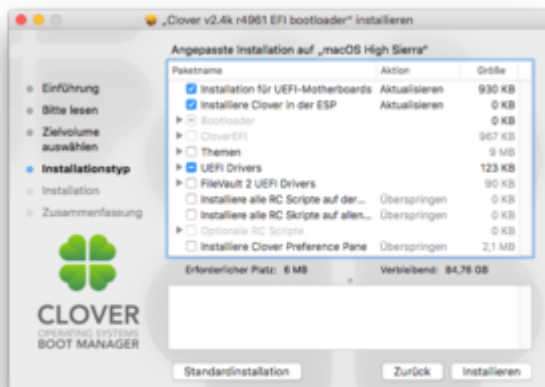 „Clover v2.4k r4961 EFI bootloader“ installieren
Angepasste Installation auf „macOS High Sierra“
Einführung
Bitte lesen
Zielvolume auswählen
Installationstyp
Installation
Zusammenfassung
CLOVER
OPERATING SYSTEMS
BOOT MANAGER
Paketname Aktion Größe
Installation für UEFI-Motherboards Aktualisieren 930 KB
Installiere Clover in der ESP Aktualisieren 0 KB
Bootloader 0 KB
CloverEFI 967 KB
Themen 9 MB
UEFI Drivers 123 KB
FileVault 2 UEFI Drivers 90 KB
Installiere alle RC Scripte auf der... Überspringen 0 KB
Installiere alle RC Skripte auf allen... Überspringen 0 KB
Optionale RC Scripte 0 KB
Installiere Clover Preference Pane Überspringen 2,1 MB
Erforderlicher Platz: 6 MB Verbleibend: 84,76 GB
Standardinstallation Zurück Installieren